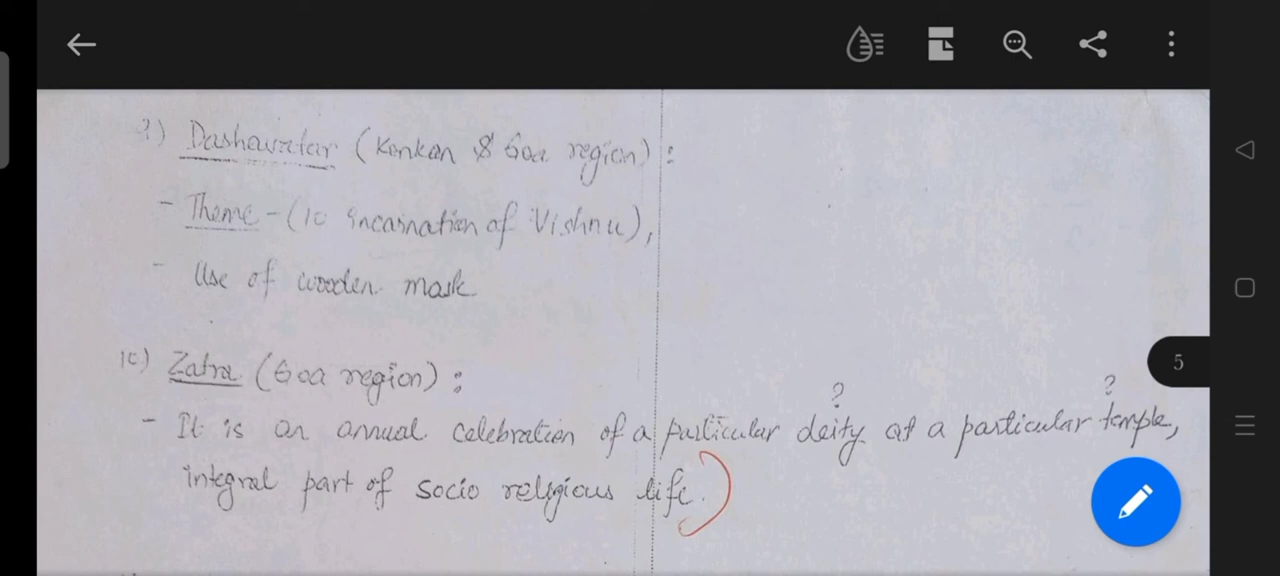 9) Dashavatar (Konkan & Goa region) :
- Theme - (10 incarnation of Vishnu),
- Use of wooden mask
10) Zatra (Goa region) :
5
? ?
- It is an annual celebration of a particular deity at a particular temple,
integral part of socio religious life.)